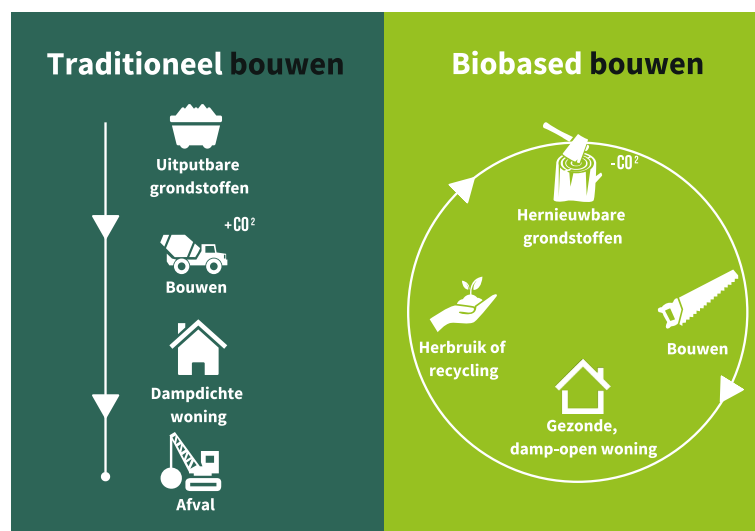 Traditioneel bouwen
Uitputbare
grondstoffen
+CO²
Bouwen
Dampdichte
woning
Afval
Biobased bouwen
-CO²
Hernieuwbare
grondstoffen
Bouwen
Gezonde,
damp-open woning
Herbruik of
recycling